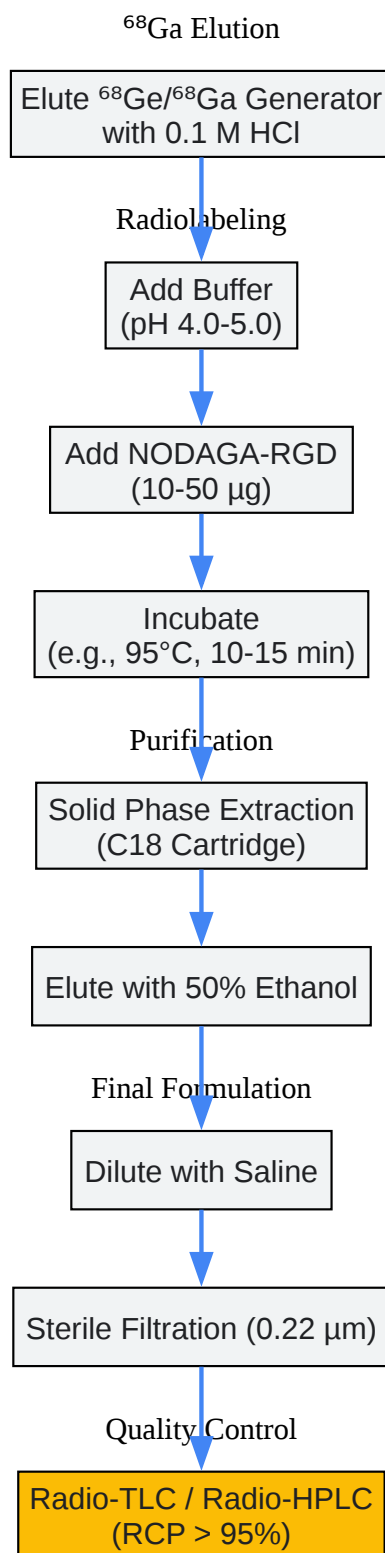 ⁶⁸Ga Elution
Elute ⁶⁸Ge/⁶⁸Ga Generator
with 0.1 M HCl
Radiolabeling
Add Buffer
(pH 4.0-5.0)
Add NODAGA-RGD
(10-50 µg)
Incubate
(e.g., 95°C, 10-15 min)
Purification
Solid Phase Extraction
(C18 Cartridge)
Elute with 50% Ethanol
Final Formulation
Dilute with Saline
Sterile Filtration (0.22 µm)
Quality Control
Radio-TLC / Radio-HPLC
(RCP > 95%)